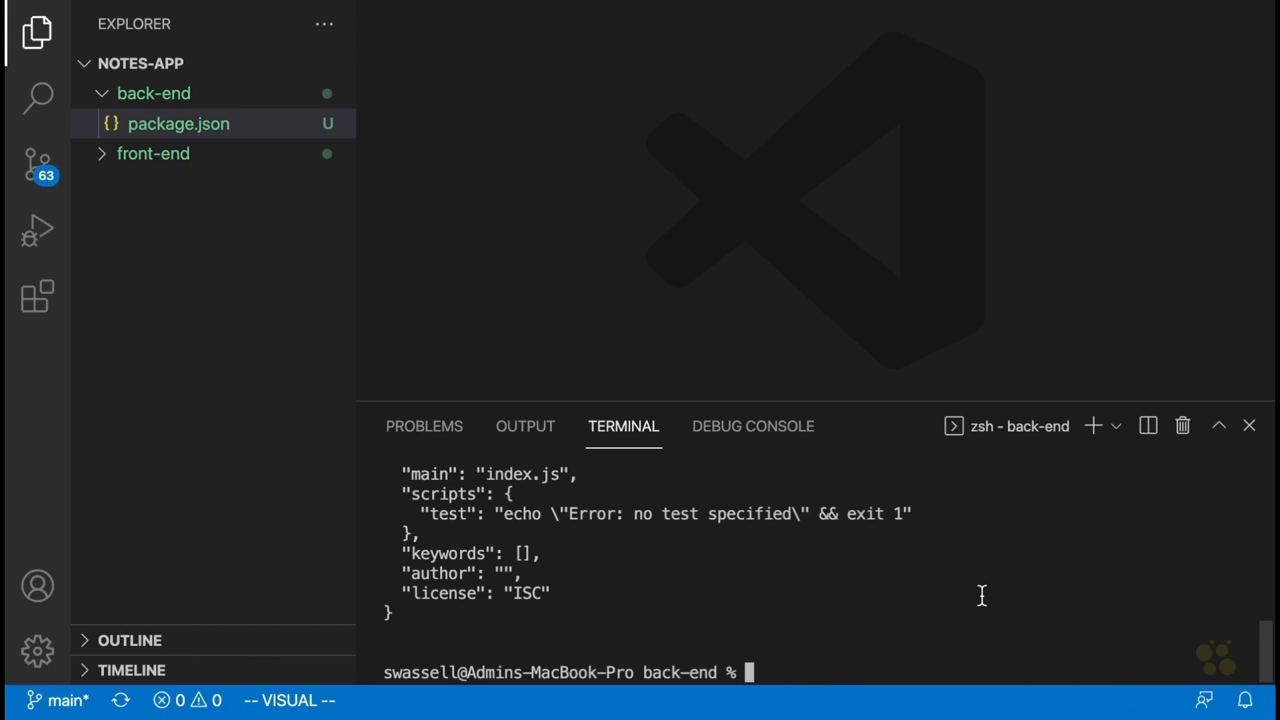 EXPLORER
NOTES-APP
back-end
{} package.json U
front-end
63
OUTLINE
TIMELINE
PROBLEMS OUTPUT TERMINAL DEBUG CONSOLE zsh - back-end
"main": "index.js",
"scripts": {
"test": "echo \"Error: no test specified\" && exit 1"
},
"keywords": [],
"author": "",
"license": "ISC"
}
swassell@Admins-MacBook-Pro back-end %
main* 0 0 -- VISUAL --